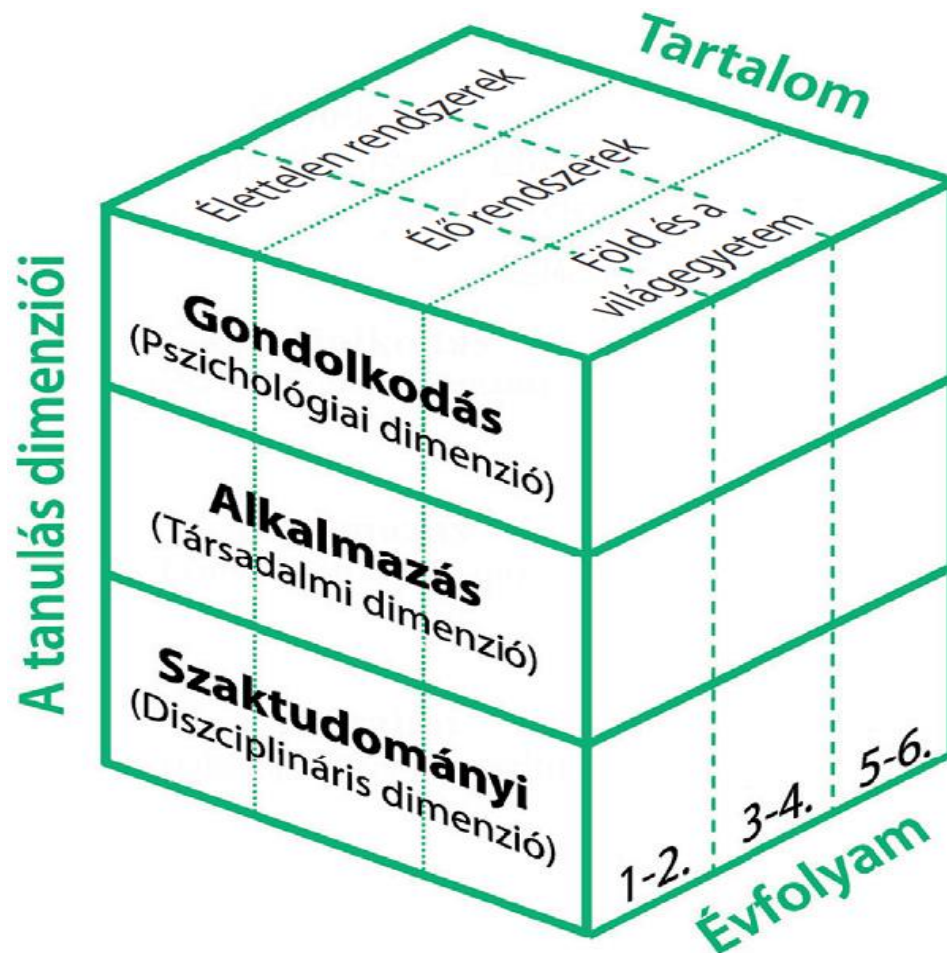 Tartalom
Élettelen rendszerek
Élő rendszerek
Föld és a
világegyetem
A tanulás dimenziói
Gondolkodás
(Pszichológiai dimenzió)
Alkalmazás
(Társadalmi dimenzió)
Szaktudományi
(Diszciplináris dimenzió)
1-2.
3-4.
5-6.
Évfolyam